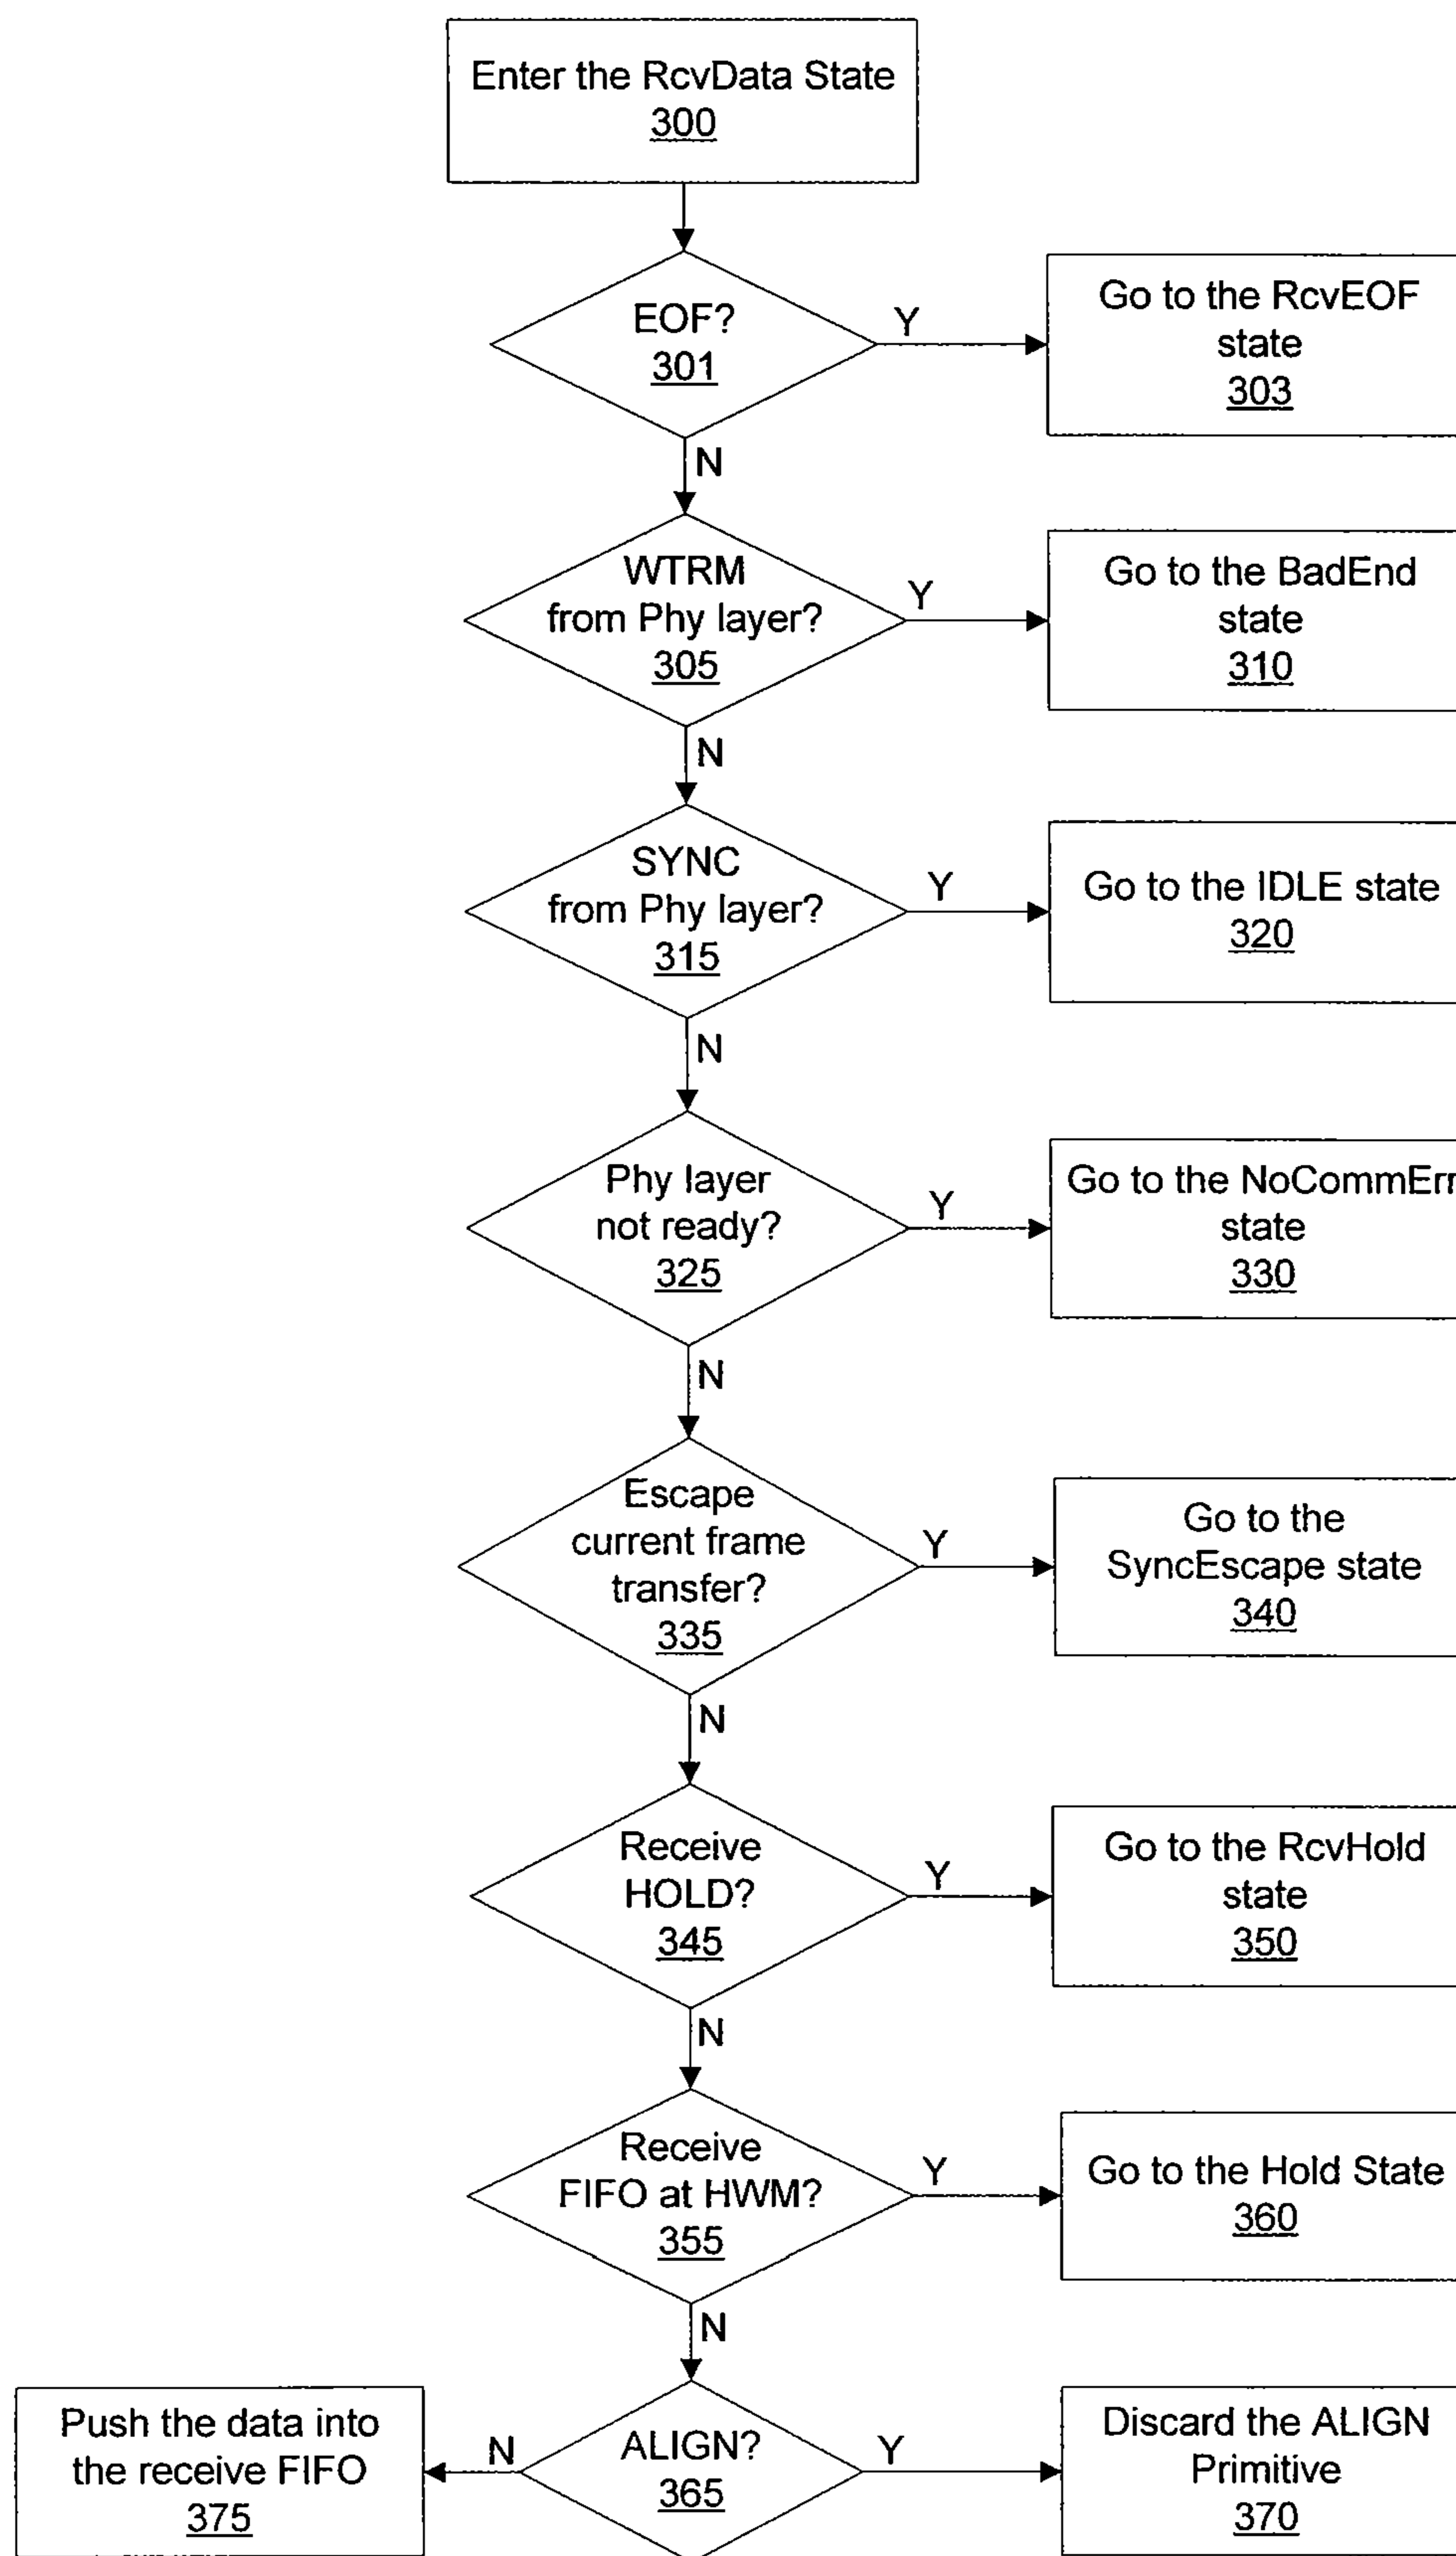 Enter the RcvData State
300
EOF?
301
Y
Go to the RcvEOF
state
303
N
WTRM
from Phy layer?
305
Y
Go to the BadEnd
state
310
N
SYNC
from Phy layer?
315
Y
Go to the IDLE state
320
N
Phy layer
not ready?
325
Y
Go to the NoCommErr
state
330
N
Escape
current frame
transfer?
335
Y
Go to the
SyncEscape state
340
N
Receive
HOLD?
345
Y
Go to the RcvHold
state
350
N
Receive
FIFO at HWM?
355
Y
Go to the Hold State
360
N
Push the data into
the receive FIFO
375
N
ALIGN?
365
Y
Discard the ALIGN
Primitive
370